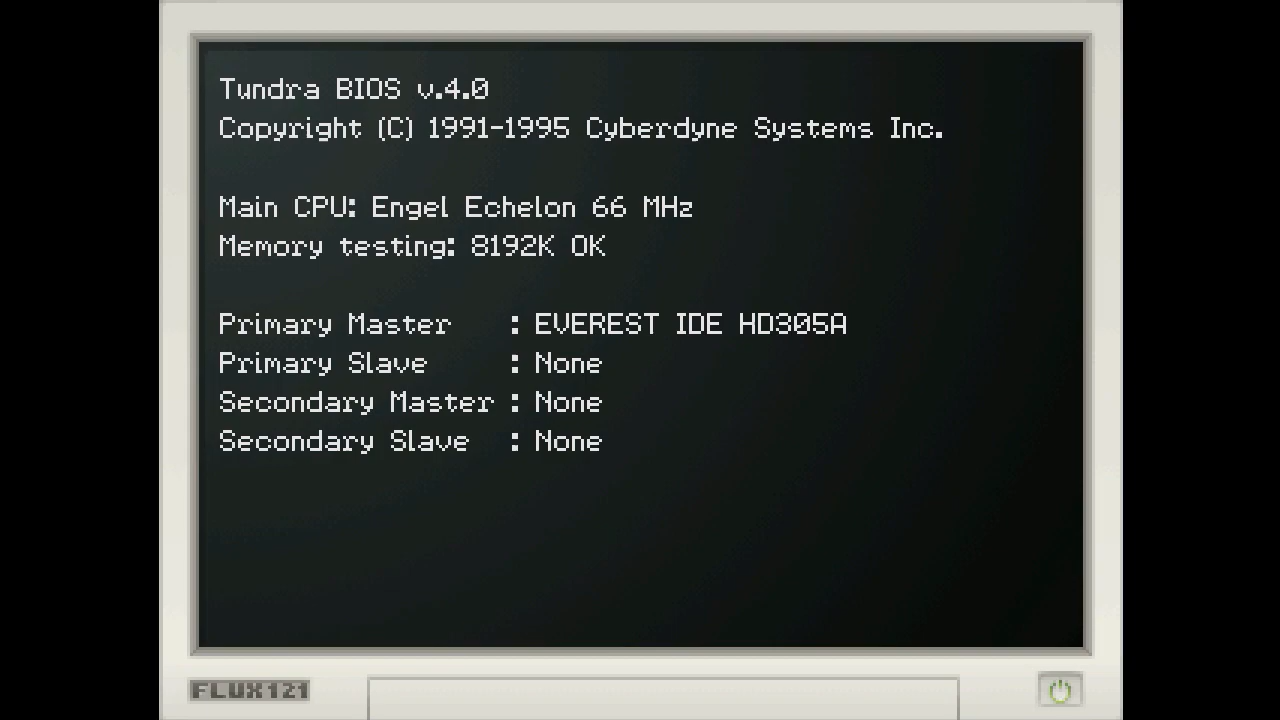 Tundra BIOS v.4.0
Copyright (C) 1991-1995 Cyberdyne Systems Inc.
Main CPU: Engel Echelon 66 MHz
Memory testing: 8192K OK
Primary Master : EVEREST IDE HD305A
Primary Slave : None
Secondary Master : None
Secondary Slave : None
FLUX121